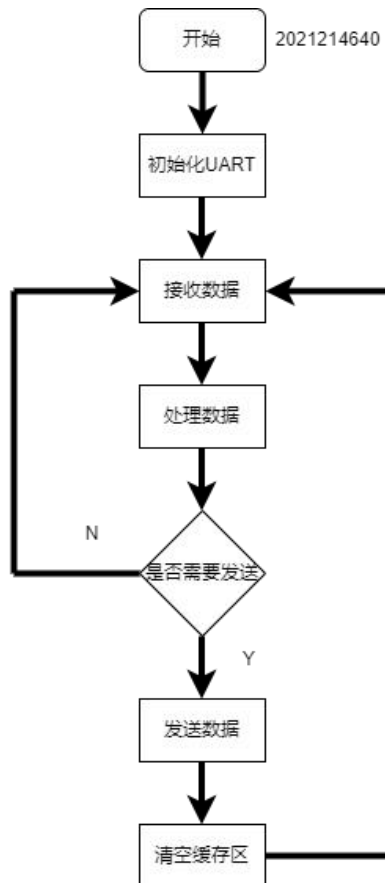 开始
2021214640
初始化UART
接收数据
处理数据
是否需要发送
N
Y
发送数据
清空缓存区